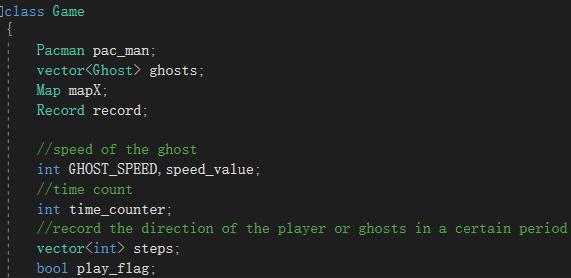 class Game
{
Pacman pac_man;
vector<Ghost> ghosts;
Map mapX;
Record record;
//speed of the ghost
int GHOST_SPEED,speed_value;
//time count
int time_counter;
//record the direction of the player or ghosts in a certain period
vector<int> steps;
bool play_flag;